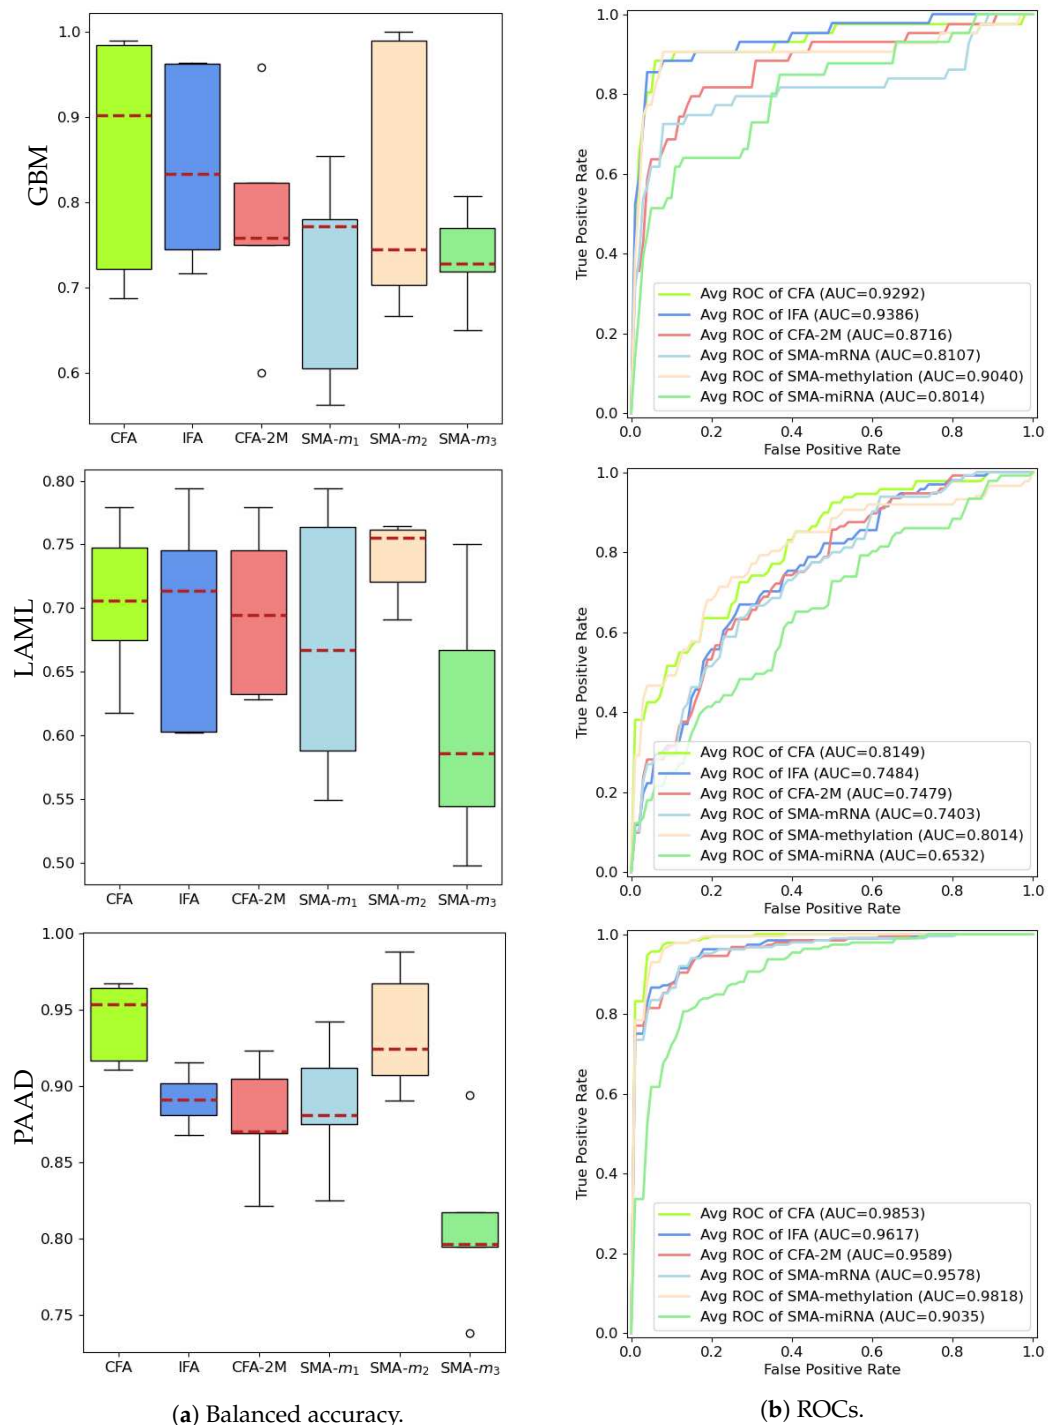 GBM
1.0
0.9
0.8
0.7
0.6
CFA IFA CFA-2M SMA-m1 SMA-m2 SMA-m3
True Positive Rate
1.0
0.8
0.6
0.4
0.2
0.0
Avg ROC of CFA (AUC=0.9292)
Avg ROC of IFA (AUC=0.9386)
Avg ROC of CFA-2M (AUC=0.8716)
Avg ROC of SMA-mRNA (AUC=0.8107)
Avg ROC of SMA-methylation (AUC=0.9040)
Avg ROC of SMA-miRNA (AUC=0.8014)
0.0 0.2 0.4 0.6 0.8 1.0
False Positive Rate
LAML
0.80
0.75
0.70
0.65
0.60
0.55
0.50
CFA IFA CFA-2M SMA-m1 SMA-m2 SMA-m3
True Positive Rate
1.0
0.8
0.6
0.4
0.2
0.0
Avg ROC of CFA (AUC=0.8149)
Avg ROC of IFA (AUC=0.7484)
Avg ROC of CFA-2M (AUC=0.7479)
Avg ROC of SMA-mRNA (AUC=0.7403)
Avg ROC of SMA-methylation (AUC=0.8014)
Avg ROC of SMA-miRNA (AUC=0.6532)
0.0 0.2 0.4 0.6 0.8 1.0
False Positive Rate
PAAD
0.95
0.90
0.85
0.80
0.75
CFA IFA CFA-2M SMA-m1 SMA-m2 SMA-m3
True Positive Rate
1.0
0.8
0.6
0.4
0.2
0.0
Avg ROC of CFA (AUC=0.9853)
Avg ROC of IFA (AUC=0.9617)
Avg ROC of CFA-2M (AUC=0.9589)
Avg ROC of SMA-mRNA (AUC=0.9578)
Avg ROC of SMA-methylation (AUC=0.9818)
Avg ROC of SMA-miRNA (AUC=0.9035)
0.0 0.2 0.4 0.6 0.8 1.0
False Positive Rate
(a) Balanced accuracy.
(b) ROCs.